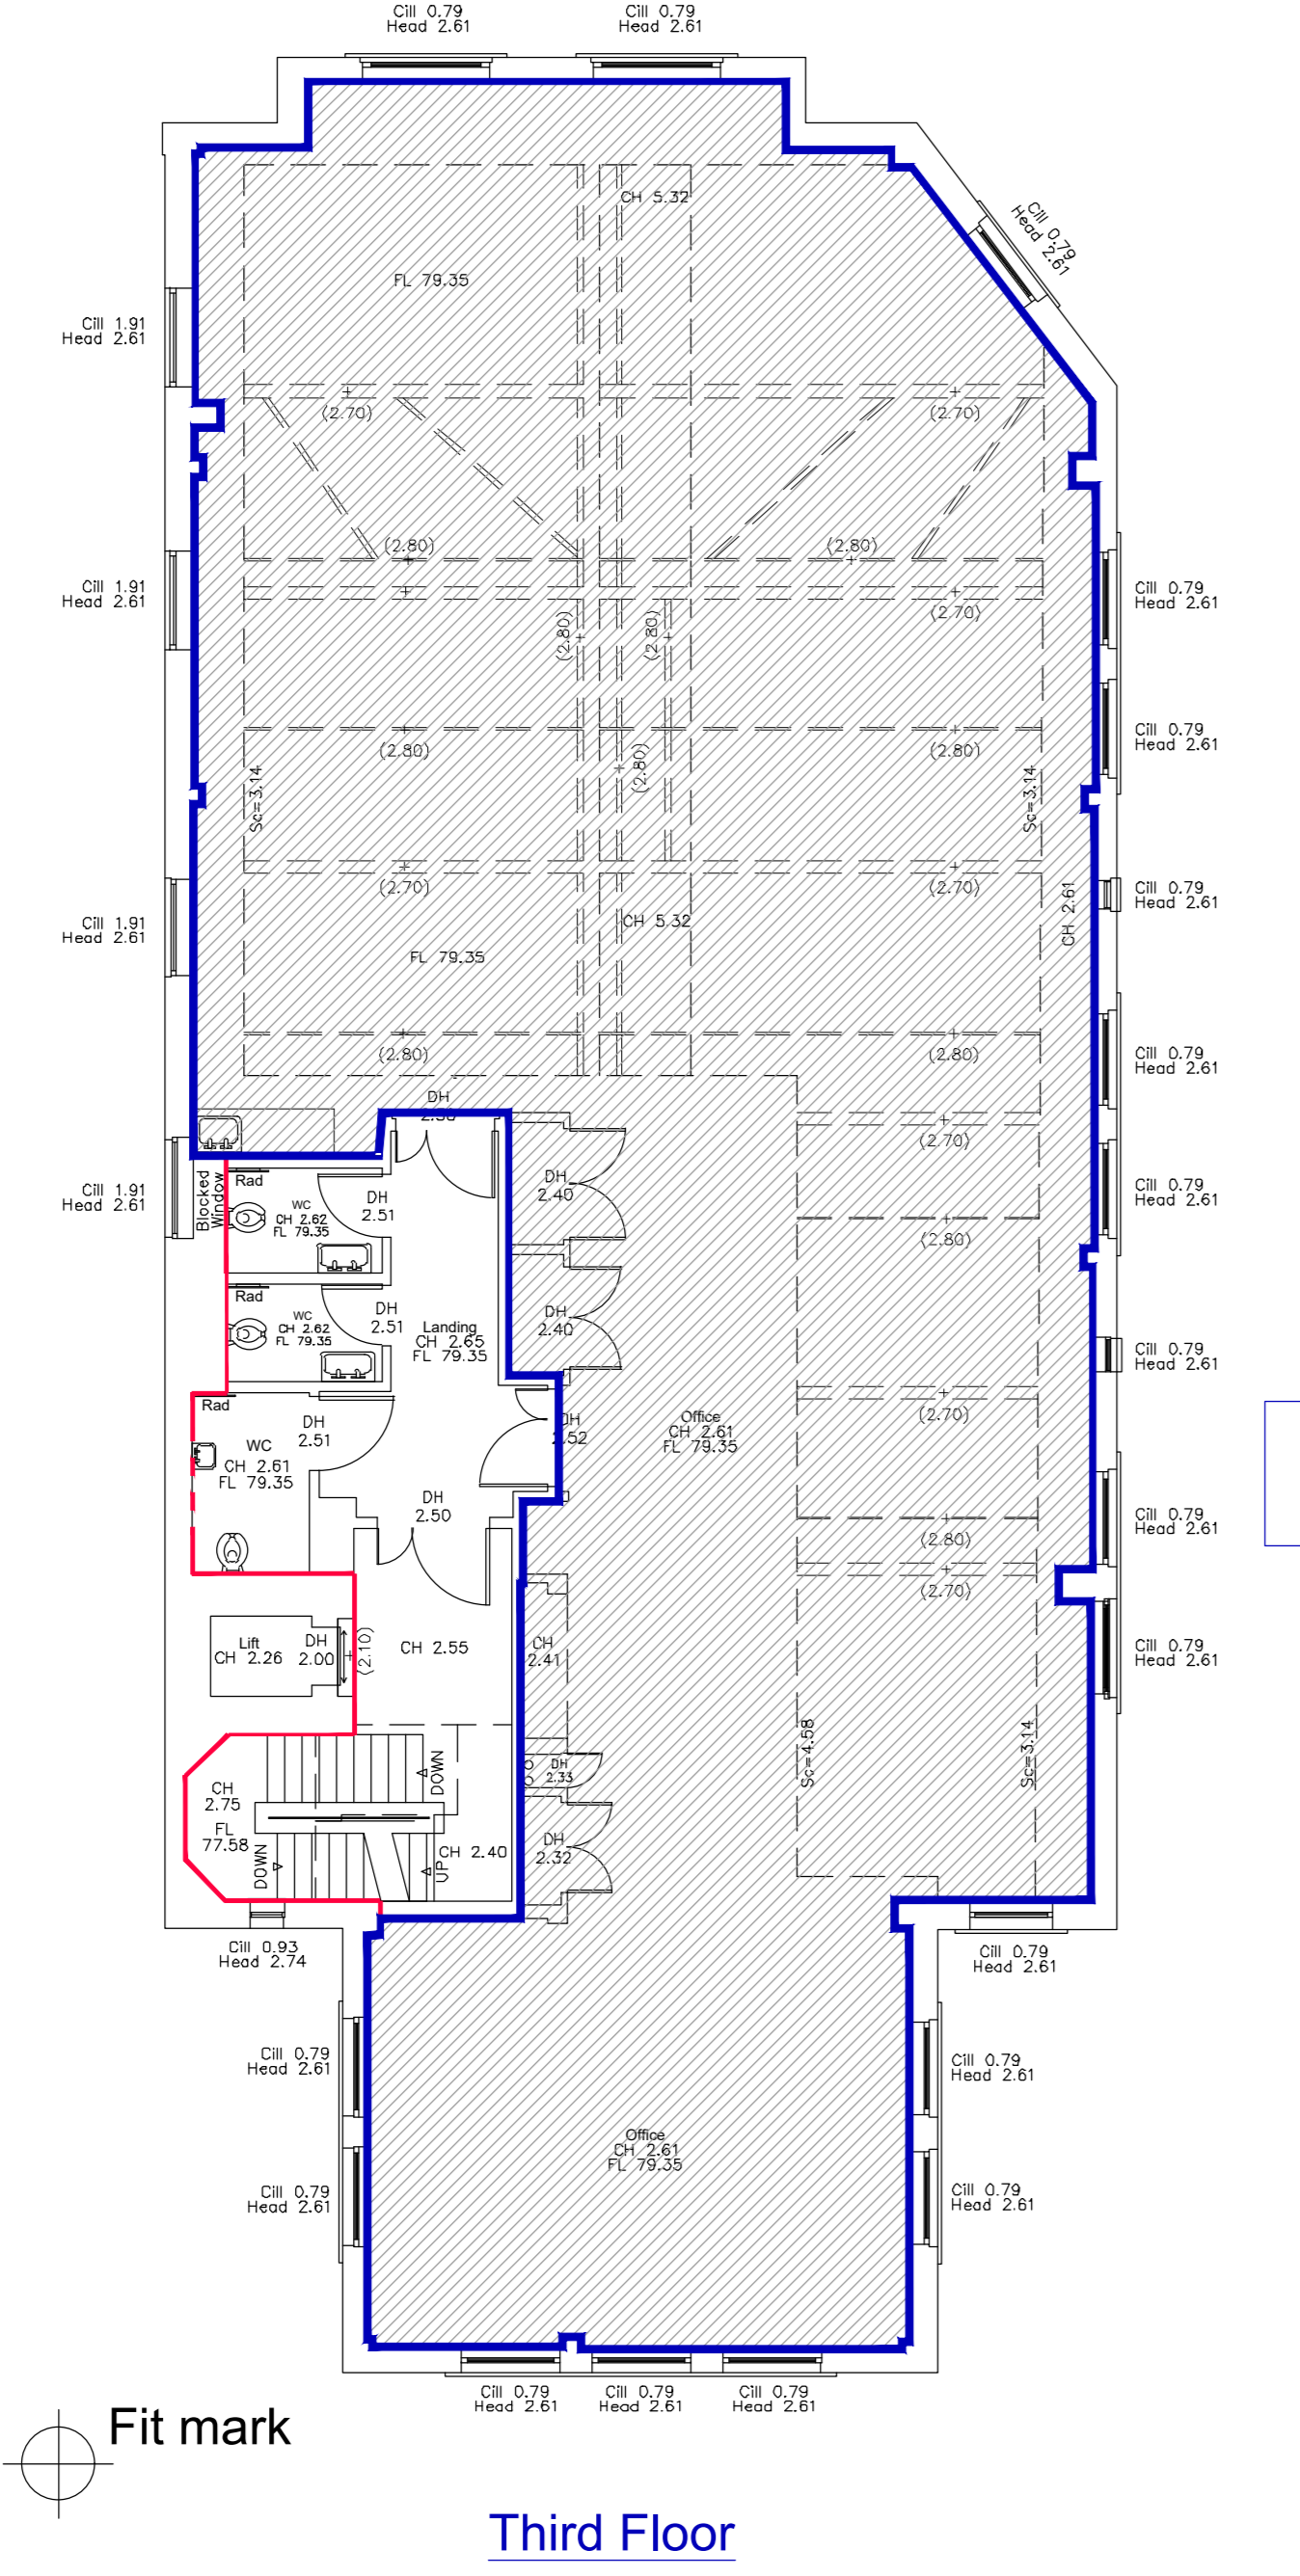 Cill 0.79
Head 2.61
Cill 0.79
Head 2.61
Cill 0.79
Head 2.61
CH 5.32
FL 79.35
Cill 1.91
Head 2.61
(2.70)
(2.70)
(2.80)
(2.80)
Cill 1.91
Head 2.61
Cill 0.79
Head 2.61
(2.70)
(2.80)
(2.80)
Cill 0.79
Head 2.61
(2.80)
(2.80)
(2.80)
Sc=3.14
Sc=3.14
(2.70)
(2.70)
Cill 0.79
Head 2.61
CH 2.61
Cill 1.91
Head 2.61
CH 5.32
FL 79.35
(2.80)
(2.80)
Cill 0.79
Head 2.61
DH
(2.70)
Cill 1.91
Head 2.61
Blocked
Window
Rad
WC
CH 2.62
FL 79.35
DH
2.51
DH
2.40
Cill 0.79
Head 2.61
(2.80)
Rad
WC
CH 2.62
FL 79.35
DH
2.51
Landing
CH 2.65
FL 79.35
DH
2.40
Cill 0.79
Head 2.61
Rad
DH
2.51
WC
CH 2.61
FL 79.35
DH
2.52
Office
CH 2.61
FL 79.35
(2.70)
DH
2.50
(2.80)
Cill 0.79
Head 2.61
(2.70)
Lift
CH 2.26
DH
2.00
(2.10)
CH 2.55
CH
2.41
Cill 0.79
Head 2.61
Sc=4.58
Sc=3.14
CH
2.75
FL
77.58
DOWN
DOWN
UP
CH 2.40
DH
2.33
DH
2.32
Cill 0.93
Head 2.74
Cill 0.79
Head 2.61
Cill 0.79
Head 2.61
Cill 0.79
Head 2.61
Office
CH 2.61
FL 79.35
Cill 0.79
Head 2.61
Cill 0.79
Head 2.61
Cill 0.79
Head 2.61
Cill 0.79
Head 2.61
Cill 0.79
Head 2.61
Fit mark
Third Floor